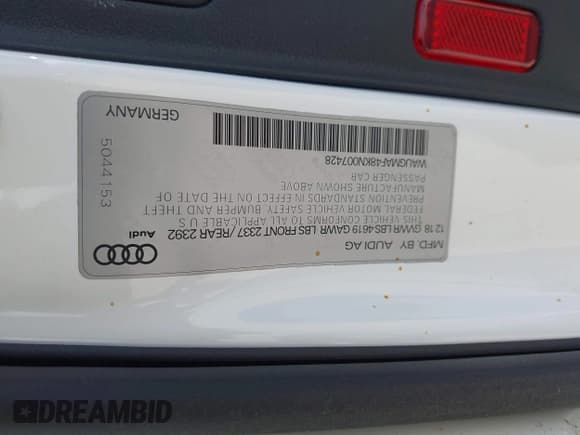 MFD. BY AUDI AG
12 18 GVWR LBS 4619 GAWR LBS FRONT 2337 / REAR 2392
THIS VEHICLE CONFORMS TO ALL APPLICABLE U S
FEDERAL MOTOR VEHICLE SAFETY BUMPER AND THEFT
PREVENTION STANDARDS IN EFFECT ON THE DATE OF
MANUFACTURE SHOWN ABOVE
PASSENGER CAR
WAUGMAF48KN007428
Audi
5044153
GERMANY
DREAMBID